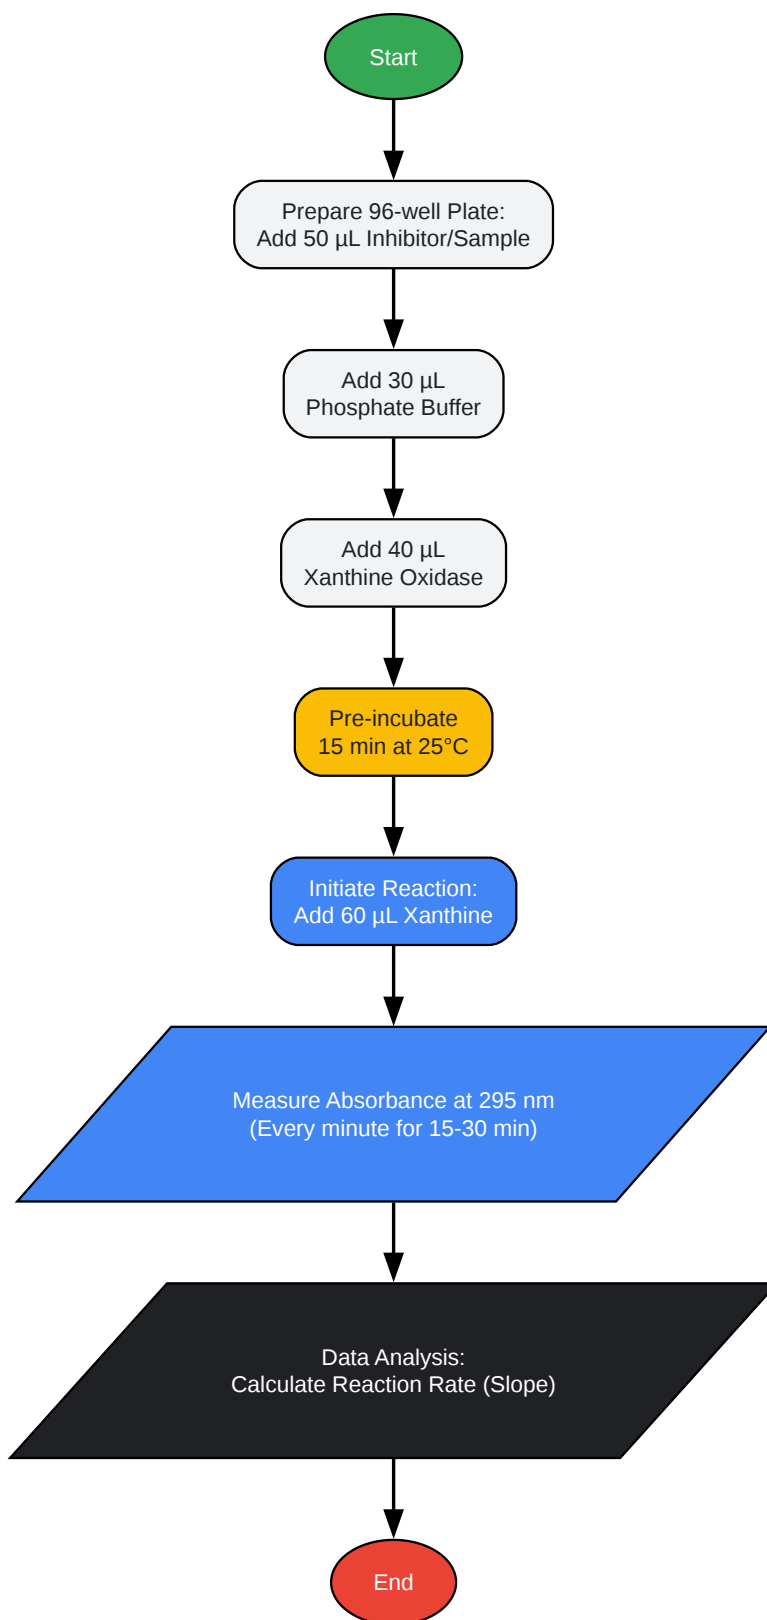 Start
Prepare 96-well Plate:
Add 50 µL Inhibitor/Sample
Add 30 µL
Phosphate Buffer
Add 40 µL
Xanthine Oxidase
Pre-incubate
15 min at 25°C
Initiate Reaction:
Add 60 µL Xanthine
Measure Absorbance at 295 nm
(Every minute for 15-30 min)
Data Analysis:
Calculate Reaction Rate (Slope)
End